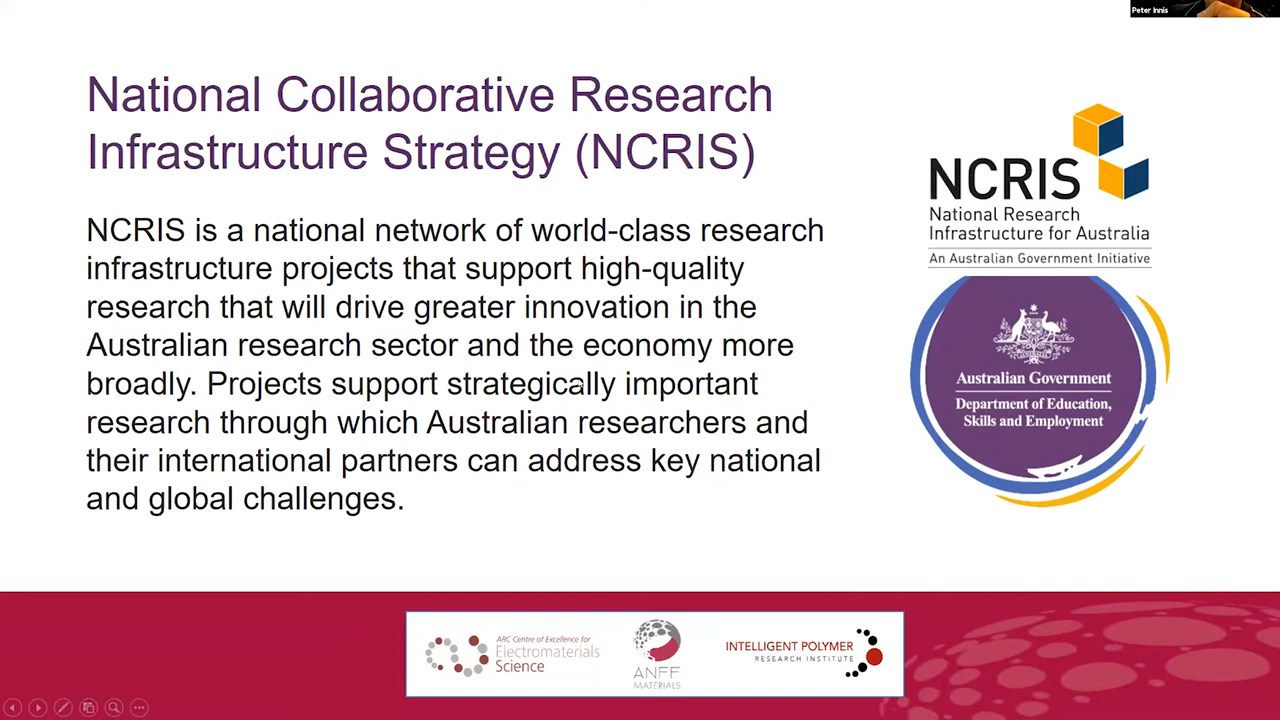 Peter Innis
National Collaborative Research
Infrastructure Strategy (NCRIS)
NCRIS is a national network of world-class research
infrastructure projects that support high-quality
research that will drive greater innovation in the
Australian research sector and the economy more
broadly. Projects support strategically important
research through which Australian researchers and
their international partners can address key national
and global challenges.
NCRIS
National Research
Infrastructure for Australia
An Australian Government Initiative
Australian Government
Department of Education,
Skills and Employment
ARC Centre of Excellence for
Electromaterials
Science
ANFF
MATERIALS
INTELLIGENT POLYMER
RESEARCH INSTITUTE